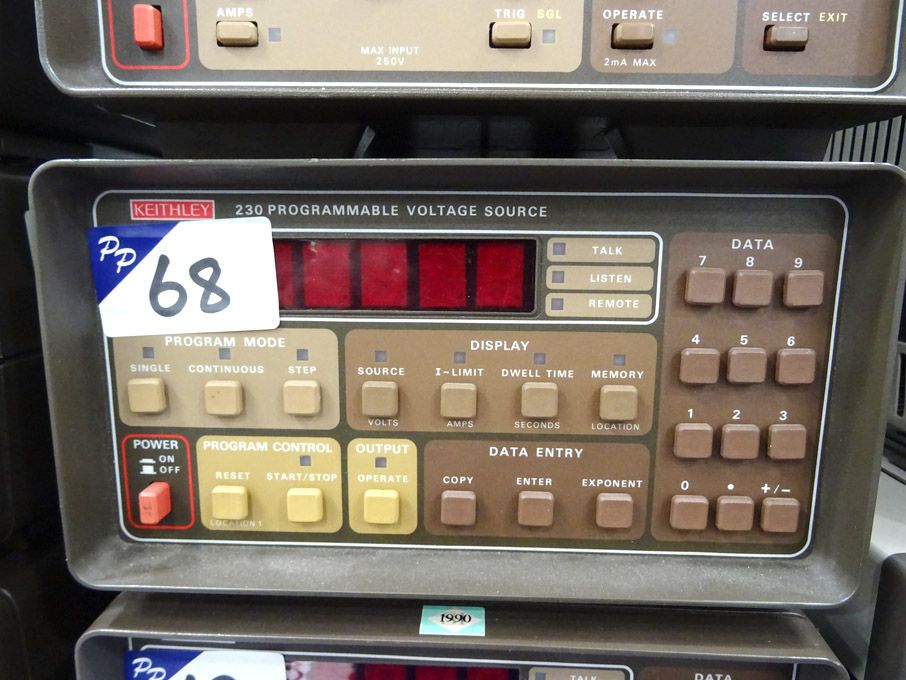 AMPS
TRIG SGL
OPERATE
SELECT EXIT
MAX INPUT
250V
2mA MAX
KEITHLEY 230 PROGRAMMABLE VOLTAGE SOURCE
PP
68
TALK
LISTEN
REMOTE
DATA
7 8 9
4 5 6
1 2 3
0 • +/−
PROGRAM MODE
SINGLE CONTINUOUS STEP
DISPLAY
SOURCE I-LIMIT DWELL TIME MEMORY
VOLTS AMPS SECONDS LOCATION
POWER
ON
OFF
PROGRAM CONTROL
RESET START/STOP
LOCATION 1
OUTPUT
OPERATE
DATA ENTRY
COPY ENTER EXPONENT
1990
PP
TALK
DATA